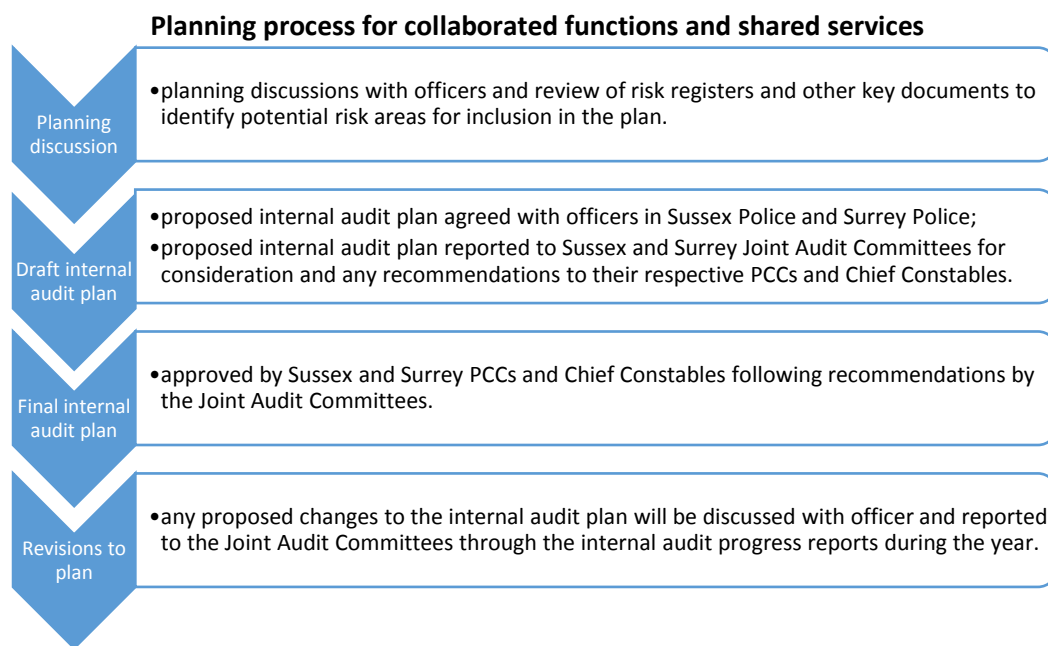 Planning process for collaborated functions and shared services
Planning
discussion
•planning discussions with officers and review of risk registers and other key documents to
identify potential risk areas for inclusion in the plan.
Draft internal
audit plan
•proposed internal audit plan agreed with officers in Sussex Police and Surrey Police;
•proposed internal audit plan reported to Sussex and Surrey Joint Audit Committees for
consideration and any recommendations to their respective PCCs and Chief Constables.
Final internal
audit plan
•approved by Sussex and Surrey PCCs and Chief Constables following recommendations by
the Joint Audit Committees.
Revisions to
plan
•any proposed changes to the internal audit plan will be discussed with officer and reported
to the Joint Audit Committees through the internal audit progress reports during the year.